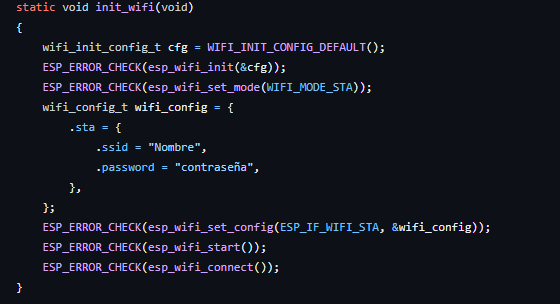 static void init_wifi(void)
{
    wifi_init_config_t cfg = WIFI_INIT_CONFIG_DEFAULT();
    ESP_ERROR_CHECK(esp_wifi_init(&cfg));
    ESP_ERROR_CHECK(esp_wifi_set_mode(WIFI_MODE_STA));
    wifi_config_t wifi_config = {
        .sta = {
            .ssid = "Nombre",
            .password = "contraseña",
        },
    };
    ESP_ERROR_CHECK(esp_wifi_set_config(ESP_IF_WIFI_STA, &wifi_config));
    ESP_ERROR_CHECK(esp_wifi_start());
    ESP_ERROR_CHECK(esp_wifi_connect());
}